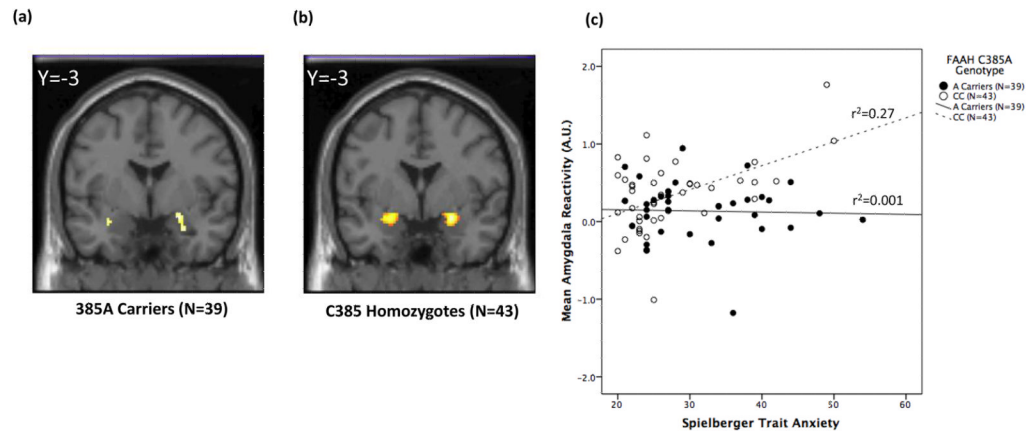 (a)
Y=-3
385A Carriers (N=39)
(b)
Y=-3
C385 Homozygotes (N=43)
(c)
Mean Amygdala Reactivity (A.U.)
2.0
1.0
0.0
-1.0
-2.0
r²=0.27
r²=0.001
20
30
40
50
60
Spielberger Trait Anxiety
FAAH C385A
Genotype
A Carriers (N=39)
CC (N=43)
A Carriers (N=39)
CC (N=43)